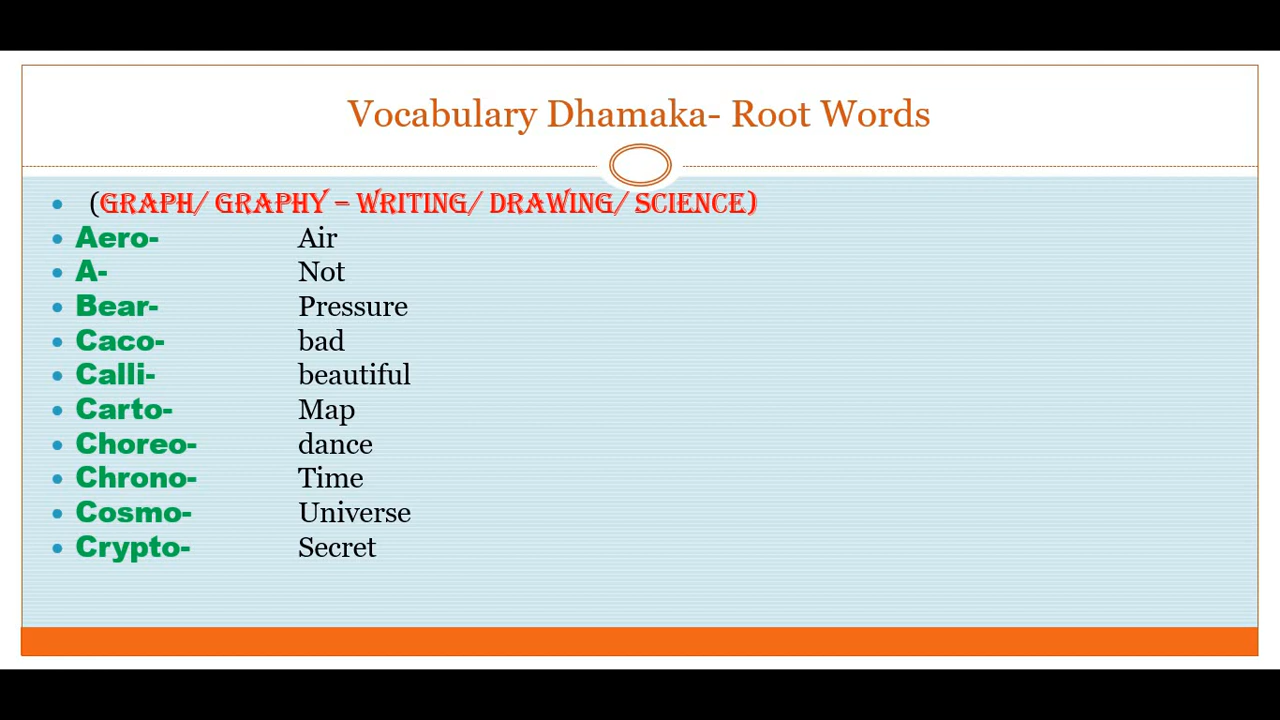 Vocabulary Dhamaka- Root Words
(GRAPH/ GRAPHY – WRITING/ DRAWING/ SCIENCE)
Aero- Air
A- Not
Bear- Pressure
Caco- bad
Calli- beautiful
Carto- Map
Choreo- dance
Chrono- Time
Cosmo- Universe
Crypto- Secret